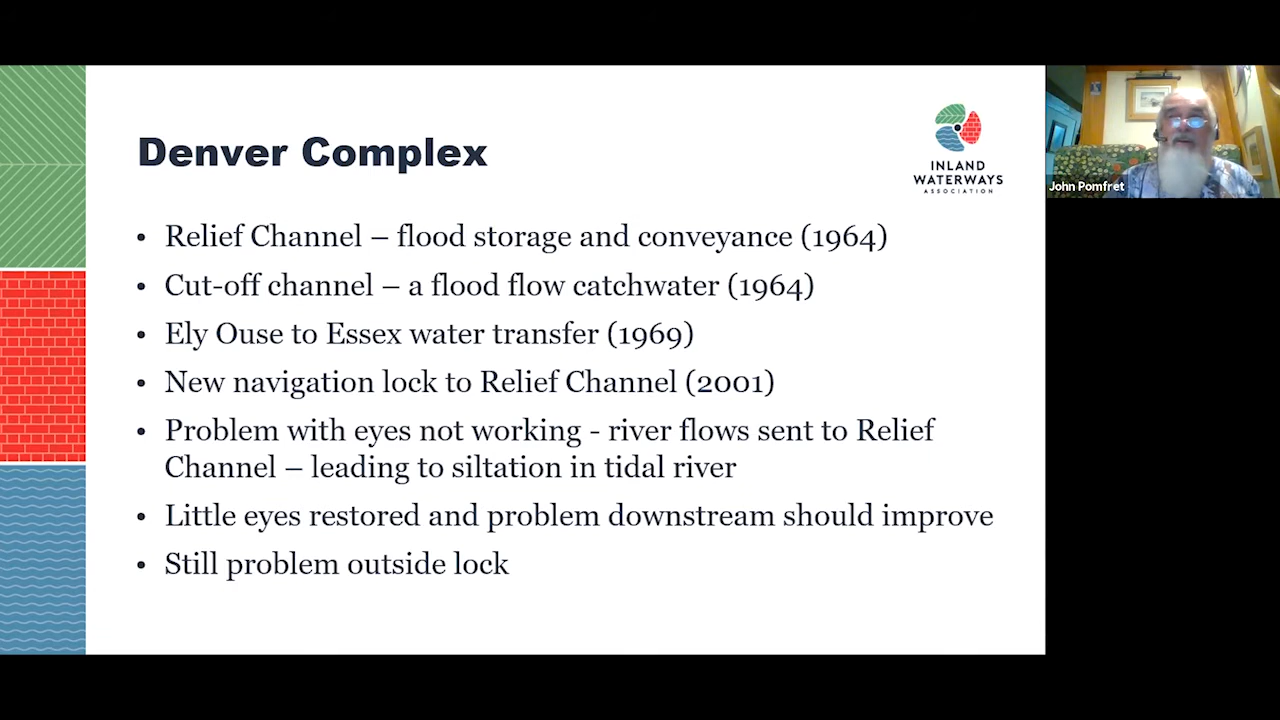 Denver Complex
INLAND
WATERWAYS
ASSOCIATION
John Pomfret
• Relief Channel – flood storage and conveyance (1964)
• Cut-off channel – a flood flow catchwater (1964)
• Ely Ouse to Essex water transfer (1969)
• New navigation lock to Relief Channel (2001)
• Problem with eyes not working - river flows sent to Relief
Channel – leading to siltation in tidal river
• Little eyes restored and problem downstream should improve
• Still problem outside lock